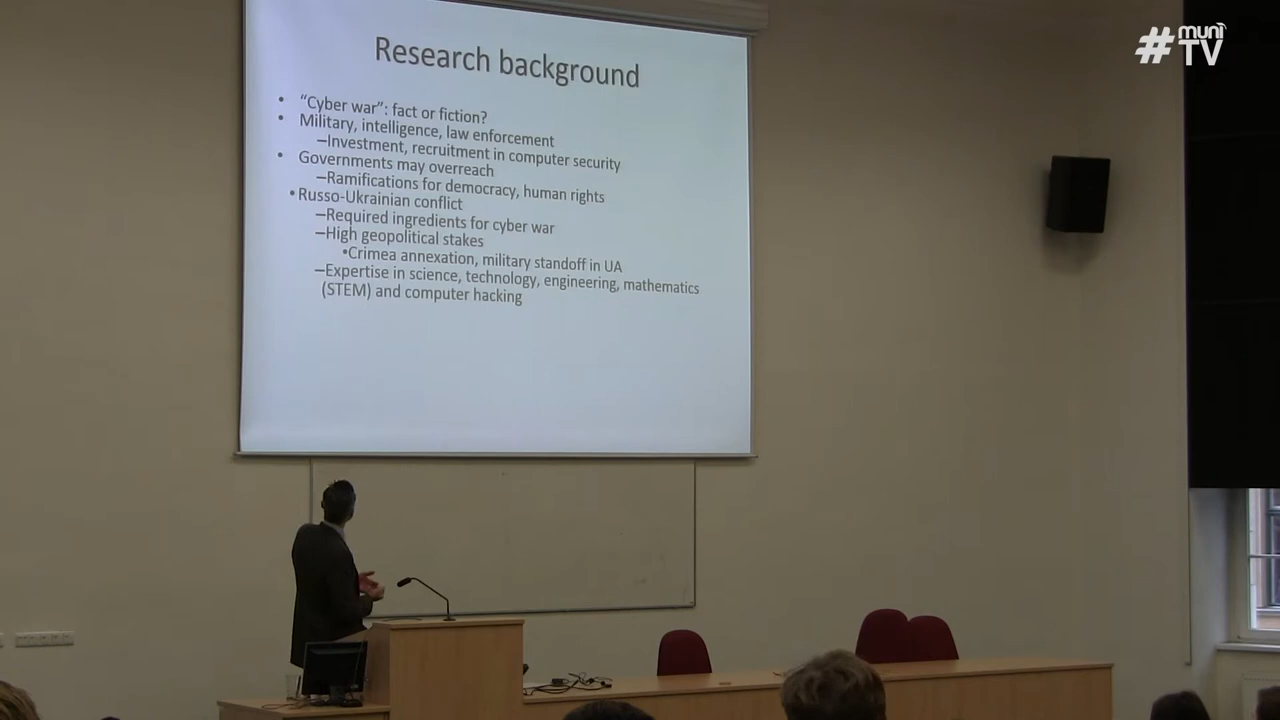 #muni
TV
Research background
• “Cyber war”: fact or fiction?
• Military, intelligence, law enforcement
–Investment, recruitment in computer security
• Governments may overreach
–Ramifications for democracy, human rights
•Russo-Ukrainian conflict
–Required ingredients for cyber war
–High geopolitical stakes
•Crimea annexation, military standoff in UA
–Expertise in science, technology, engineering, mathematics
(STEM) and computer hacking